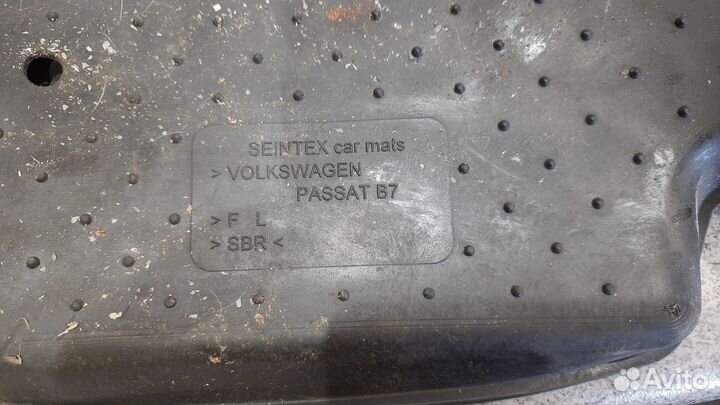 SEINTEX car mats
> VOLKSWAGEN
PASSAT B7
> F L
> SBR <
Avito